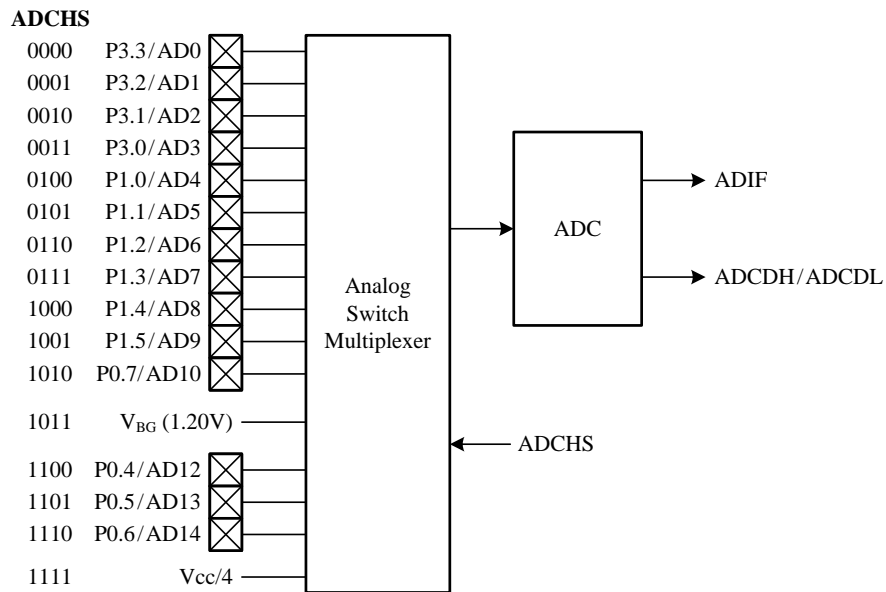 ADCHS
0000 P3.3/AD0
0001 P3.2/AD1
0010 P3.1/AD2
0011 P3.0/AD3
0100 P1.0/AD4
0101 P1.1/AD5
0110 P1.2/AD6
0111 P1.3/AD7
1000 P1.4/AD8
1001 P1.5/AD9
1010 P0.7/AD10
1011 VBG (1.20V)
1100 P0.4/AD12
1101 P0.5/AD13
1110 P0.6/AD14
1111 Vcc/4
Analog
Switch
Multiplexer
ADCHS
ADC
ADIF
ADCDH/ADCDL